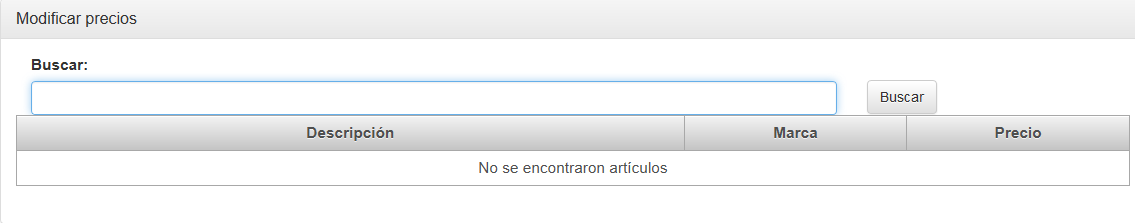 Modificar precios
Buscar:
Buscar
Descripción Marca Precio
No se encontraron artículos